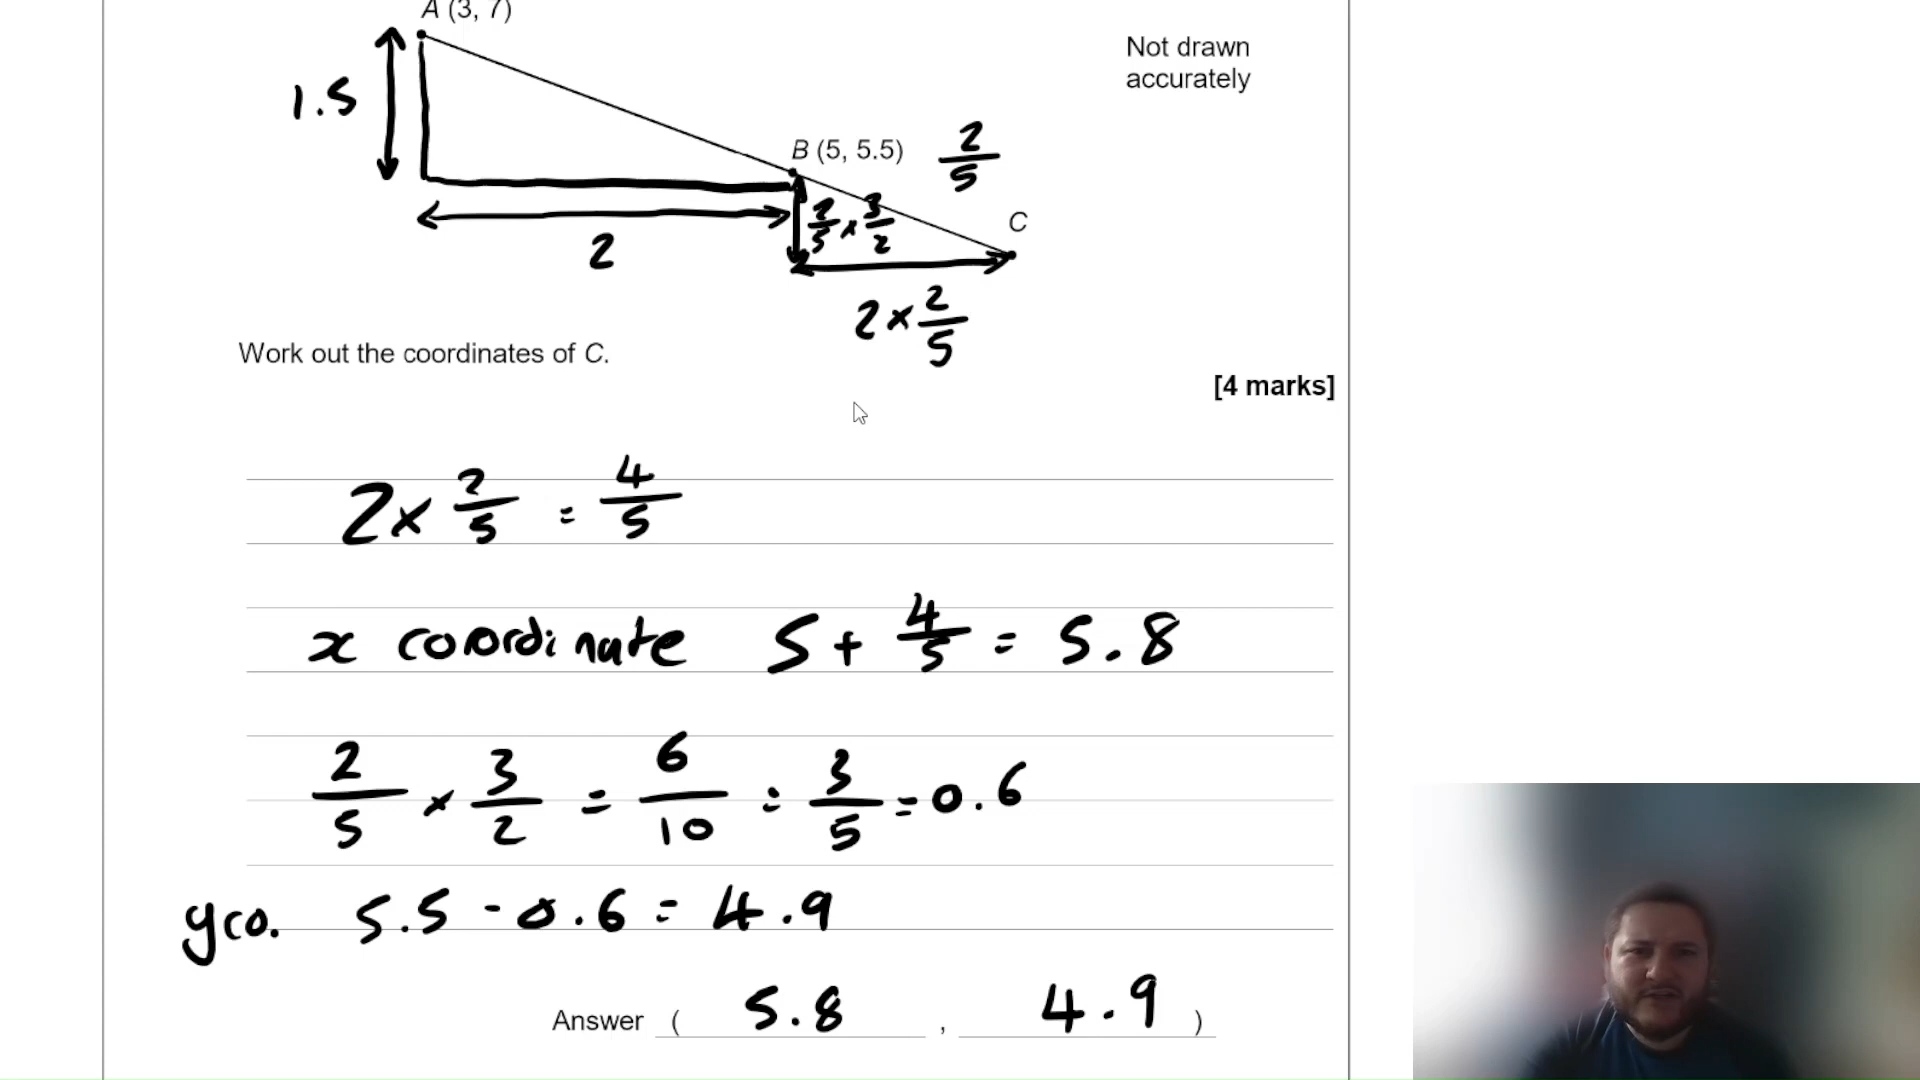 A (3, 7)
Not drawn
accurately
1.5
B (5, 5.5)
2/5
2/5 × 3/2
C
2
2 × 2/5
Work out the coordinates of C.
[4 marks]
2 × 2/5 = 4/5
x coordinate 5 + 4/5 = 5.8
2/5 × 3/2 = 6/10 = 3/5 = 0.6
y co. 5.5 - 0.6 = 4.9
Answer ( 5.8 , 4.9 )